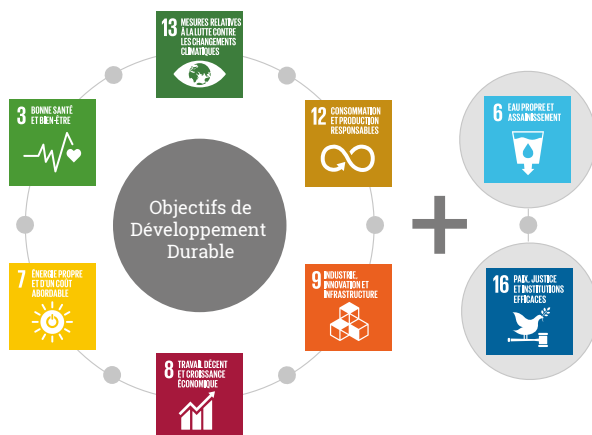 13 MESURES RELATIVES
À LA LUTTE CONTRE
LES CHANGEMENTS
CLIMATIQUES
3 BONNE SANTÉ
ET BIEN-ÊTRE
12 CONSOMMATION
ET PRODUCTION
RESPONSABLES
6 EAU PROPRE ET
ASSAINISSEMENT
Objectifs de
Développement
Durable
+
7 ÉNERGIE PROPRE
ET D'UN COÛT
ABORDABLE
9 INDUSTRIE,
INNOVATION ET
INFRASTRUCTURE
16 PAIX, JUSTICE
ET INSTITUTIONS
EFFICACES
8 TRAVAIL DÉCENT
ET CROISSANCE
ÉCONOMIQUE